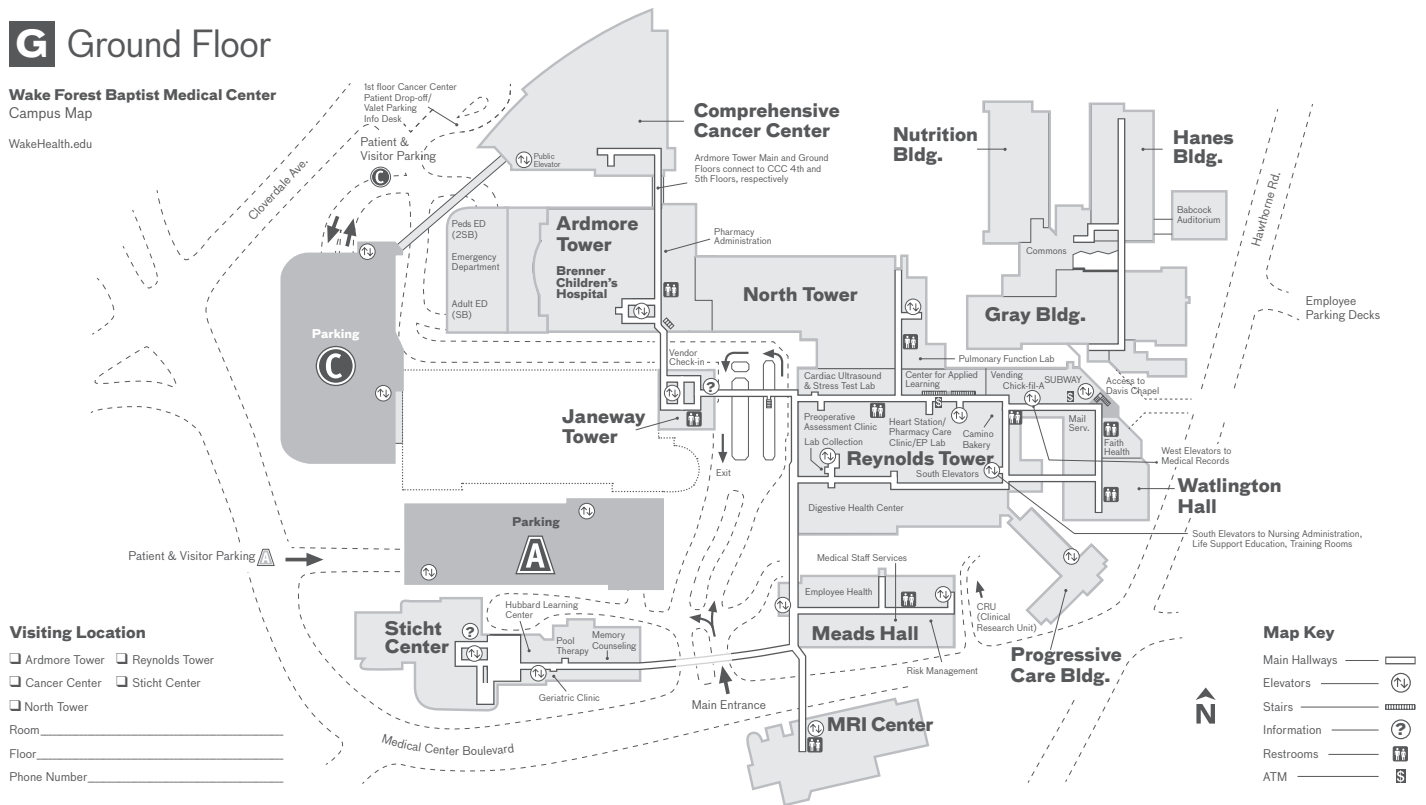 G Ground Floor
Wake Forest Baptist Medical Center
Campus Map
WakeHealth.edu
1st floor Cancer Center
Patient Drop-off/
Valet Parking
Info Desk
Patient &
Visitor Parking
C
Cloverdale Ave.
Public
Elevator
Comprehensive
Cancer Center
Ardmore Tower Main and Ground
Floors connect to CCC 4th and
5th Floors, respectively
Nutrition
Bldg.
Hanes
Bldg.
Babcock
Auditorium
Hawthorne Rd.
Commons
Gray Bldg.
Employee
Parking Decks
Peds ED
(2SB)
Emergency
Department
Adult ED
(SB)
Ardmore
Tower
Brenner
Children's
Hospital
Pharmacy
Administration
North Tower
Pulmonary Function Lab
Parking
C
Vendor
Check-in
?
Janeway
Tower
Exit
Cardiac Ultrasound
& Stress Test Lab
Center for Applied
Learning
Vending
Chick-fil-A
SUBWAY
Access to
Davis Chapel
$
$
Preoperative
Assessment Clinic
Heart Station/
Pharmacy Care
Clinic/EP Lab
Camino
Bakery
Mail
Serv.
Faith
Health
Lab Collection
Reynolds Tower
South Elevators
West Elevators to
Medical Records
Watlington
Hall
Digestive Health Center
South Elevators to Nursing Administration,
Life Support Education, Training Rooms
Parking
A
Patient & Visitor Parking A
Medical Staff Services
Employee Health
Meads Hall
CRU
(Clinical
Research Unit)
Risk Management
Progressive
Care Bldg.
Hubbard Learning
Center
Sticht
Center
?
Pool
Therapy
Memory
Counseling
Geriatric Clinic
Main Entrance
MRI Center
Medical Center Boulevard
Visiting Location
Ardmore Tower Reynolds Tower
Cancer Center Sticht Center
North Tower
Room
Floor
Phone Number
N
Map Key
Main Hallways
Elevators
Stairs
Information ?
Restrooms
ATM $